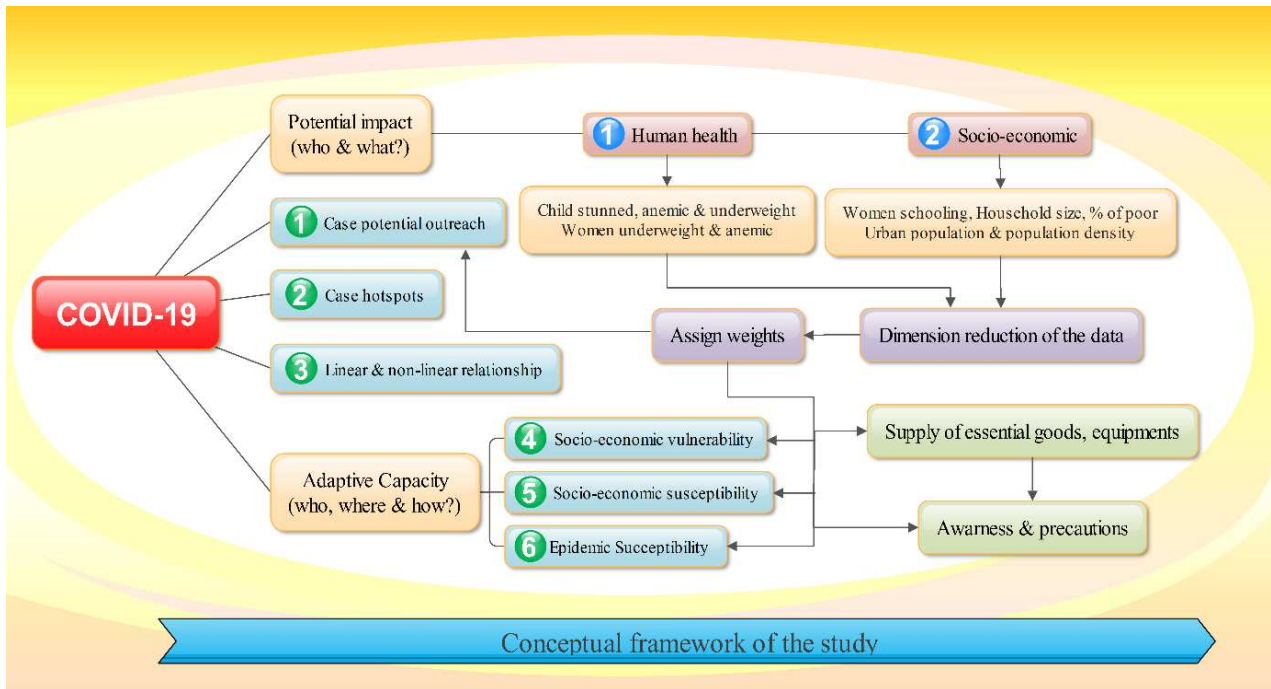 Potential impact
(who & what?)
1 Human health
2 Socio-economic
Child stunned, anemic & underweight
Women underweight & anemic
Women schooling, Household size, % of poor
Urban population & population density
1 Case potential outreach
2 Case hotspots
COVID-19
Assign weights
Dimension reduction of the data
3 Linear & non-linear relationship
4 Socio-economic vulnerability
Supply of essential goods, equipments
Adaptive Capacity
(who, where & how?)
5 Socio-economic susceptibility
Awarness & precautions
6 Epidemic Succeptibility
Conceptual framework of the study